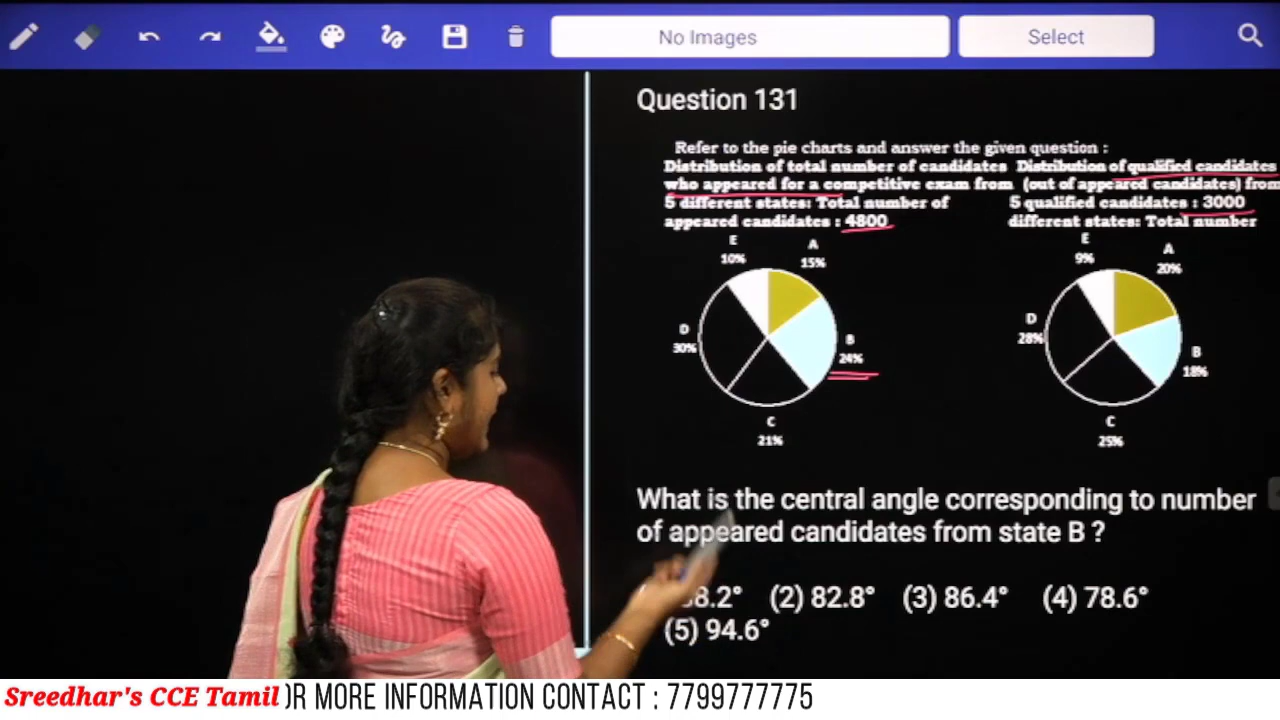 No Images
Select
Question 131
Refer to the pie charts and answer the given question :
Distribution of total number of candidates
who appeared for a competitive exam from
5 different states: Total number of
appeared candidates : 4800
Distribution of qualified candidates
(out of appeared candidates) from
5 qualified candidates : 3000
different states: Total number
E
10%
A
15%
D
30%
B
24%
C
21%
E
9%
A
20%
D
28%
B
18%
C
25%
What is the central angle corresponding to number
of appeared candidates from state B ?
8.2° (2) 82.8° (3) 86.4° (4) 78.6°
(5) 94.6°
Sreedhar's CCE Tamil
OR MORE INFORMATION CONTACT : 7799777775